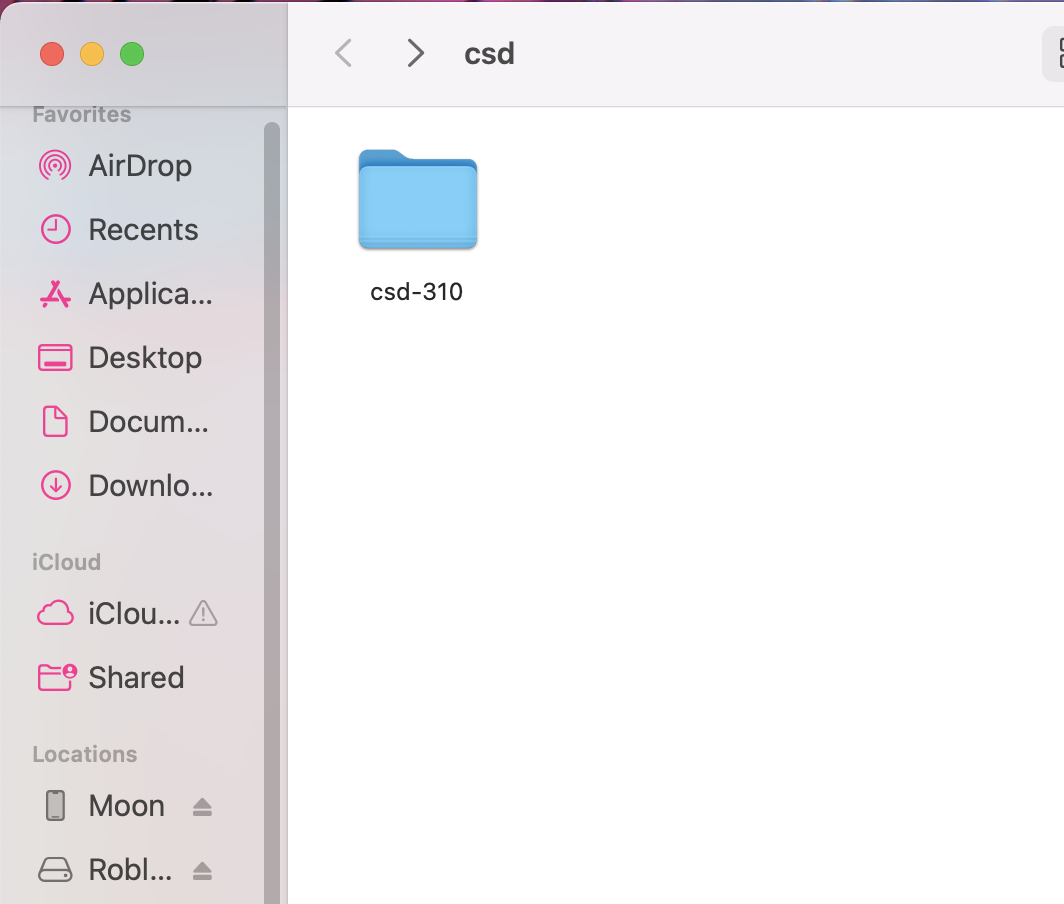 csd
Favorites
AirDrop
Recents
Applica...
Desktop
Docum...
Downlo...
iCloud
iClou...
Shared
Locations
Moon
Robl...
csd-310